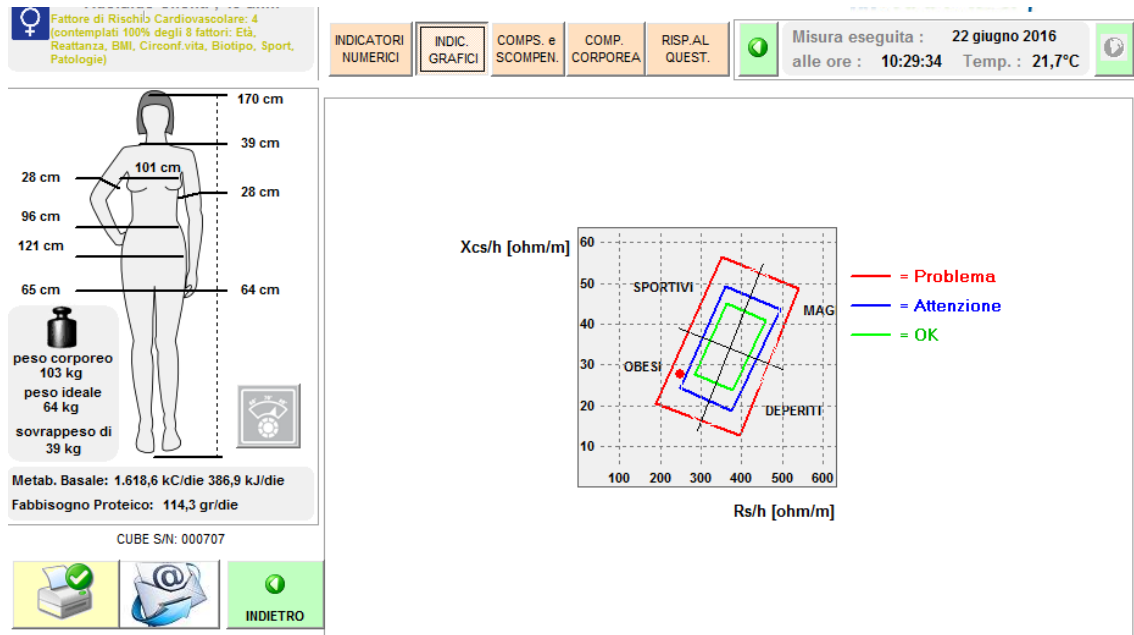 Fattore di Rischio Cardiovascolare: 4
(contemplati 100% degli 8 fattori: Età,
Reattanza, BMI, Circonf.vita, Biotipo, Sport,
Patologie)
INDICATORI
NUMERICI
INDIC.
GRAFICI
COMPS. e
SCOMPEN.
COMP.
CORPOREA
RISP.AL
QUEST.
Misura eseguita : 22 giugno 2016
alle ore : 10:29:34 Temp. : 21,7°C
170 cm
39 cm
101 cm
28 cm
28 cm
96 cm
121 cm
65 cm
64 cm
peso corporeo
103 kg
peso ideale
64 kg
sovrappeso di
39 kg
Metab. Basale: 1.618,6 kC/die 386,9 kJ/die
Fabbisogno Proteico: 114,3 gr/die
CUBE S/N: 000707
INDIETRO
Xcs/h [ohm/m]
60
50
40
30
20
10
SPORTIVI
MAG
OBESI
DEPERITI
100 200 300 400 500 600
Rs/h [ohm/m]
= Problema
= Attenzione
= OK